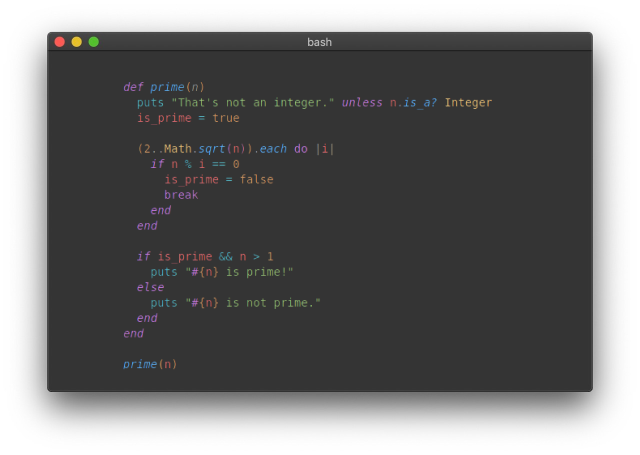 bash
def prime(n)
  puts "That's not an integer." unless n.is_a? Integer
  is_prime = true

  (2..Math.sqrt(n)).each do |i|
    if n % i == 0
      is_prime = false
      break
    end
  end

  if is_prime && n > 1
    puts "#{n} is prime!"
  else
    puts "#{n} is not prime."
  end
end

prime(n)